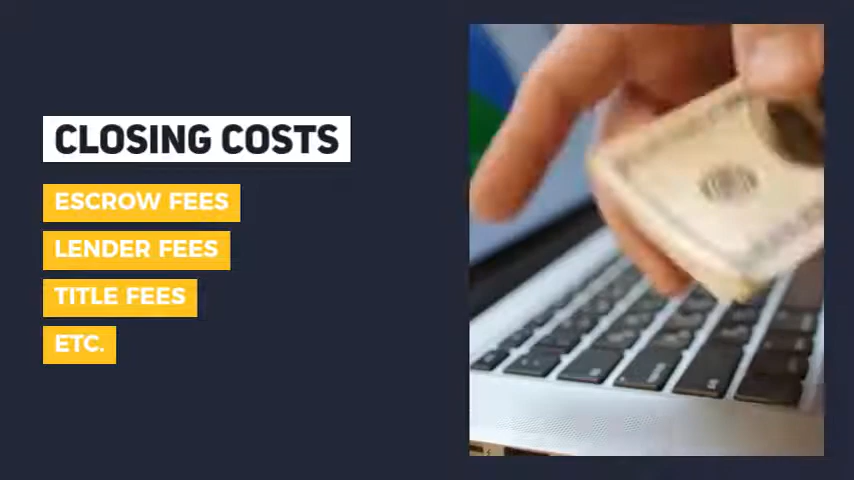 CLOSING COSTS
ESCROW FEES
LENDER FEES
TITLE FEES
ETC.